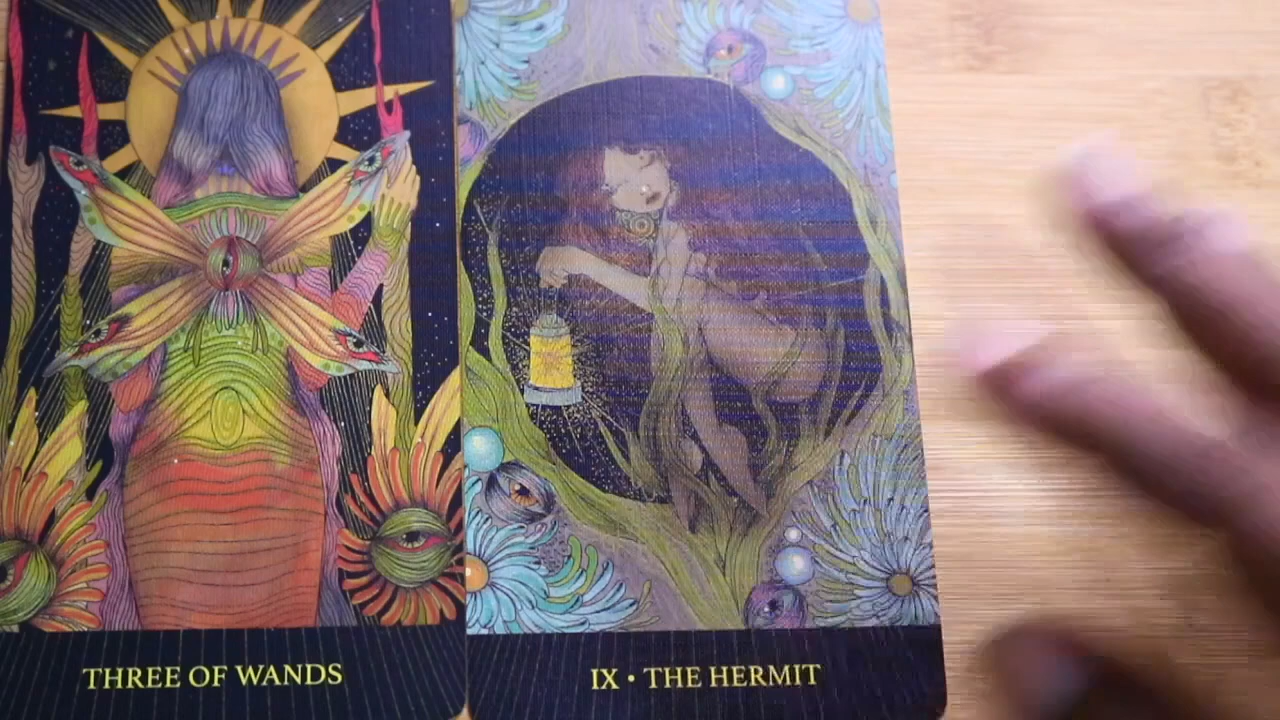 THREE OF WANDS
IX • THE HERMIT